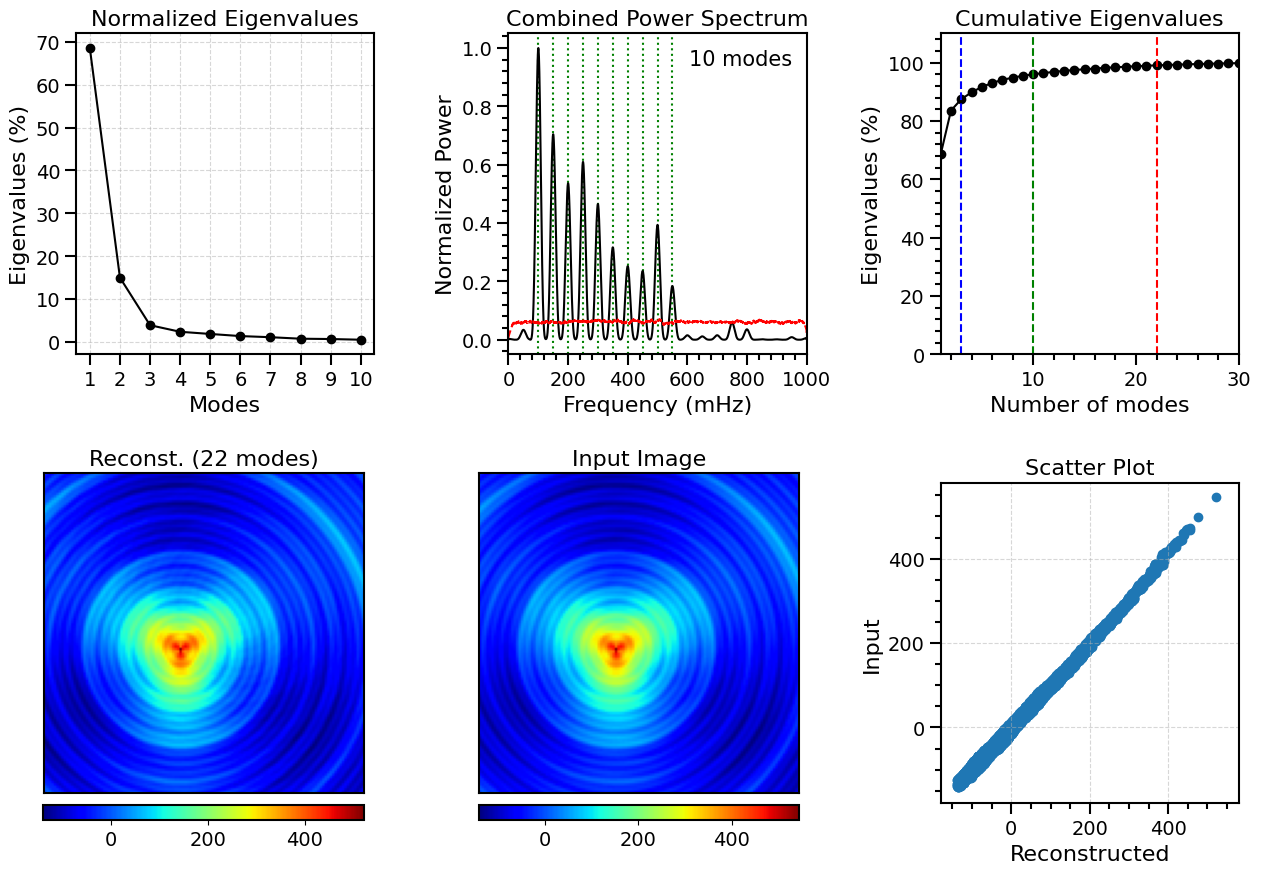 Normalized Eigenvalues
Eigenvalues (%)
70
60
50
40
30
20
10
0
1 2 3 4 5 6 7 8 9 10
Modes
Combined Power Spectrum
10 modes
Normalized Power
1.0
0.8
0.6
0.4
0.2
0.0
0 200 400 600 800 1000
Frequency (mHz)
Cumulative Eigenvalues
Eigenvalues (%)
100
80
60
40
20
0
10 20 30
Number of modes
Reconst. (22 modes)
0 200 400
Input Image
0 200 400
Scatter Plot
Input
400
200
0
0 200 400
Reconstructed